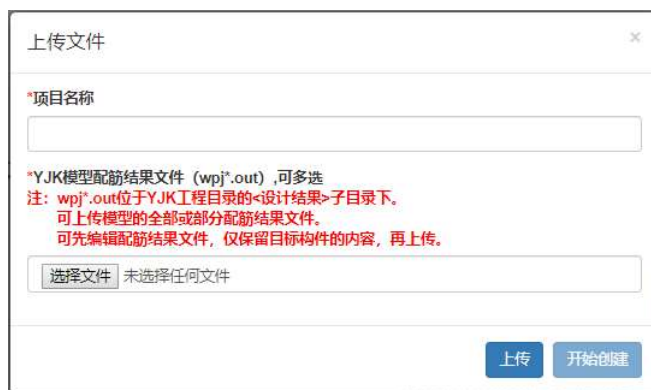 上传文件
×
*项目名称
*YJK模型配筋结果文件（wpj*.out）,可多选
注：wpj*.out位于YJK工程目录的<设计结果>子目录下。
可上传模型的全部或部分配筋结果文件。
可先编辑配筋结果文件，仅保留目标构件的内容，再上传。
选择文件 未选择任何文件
上传 开始创建